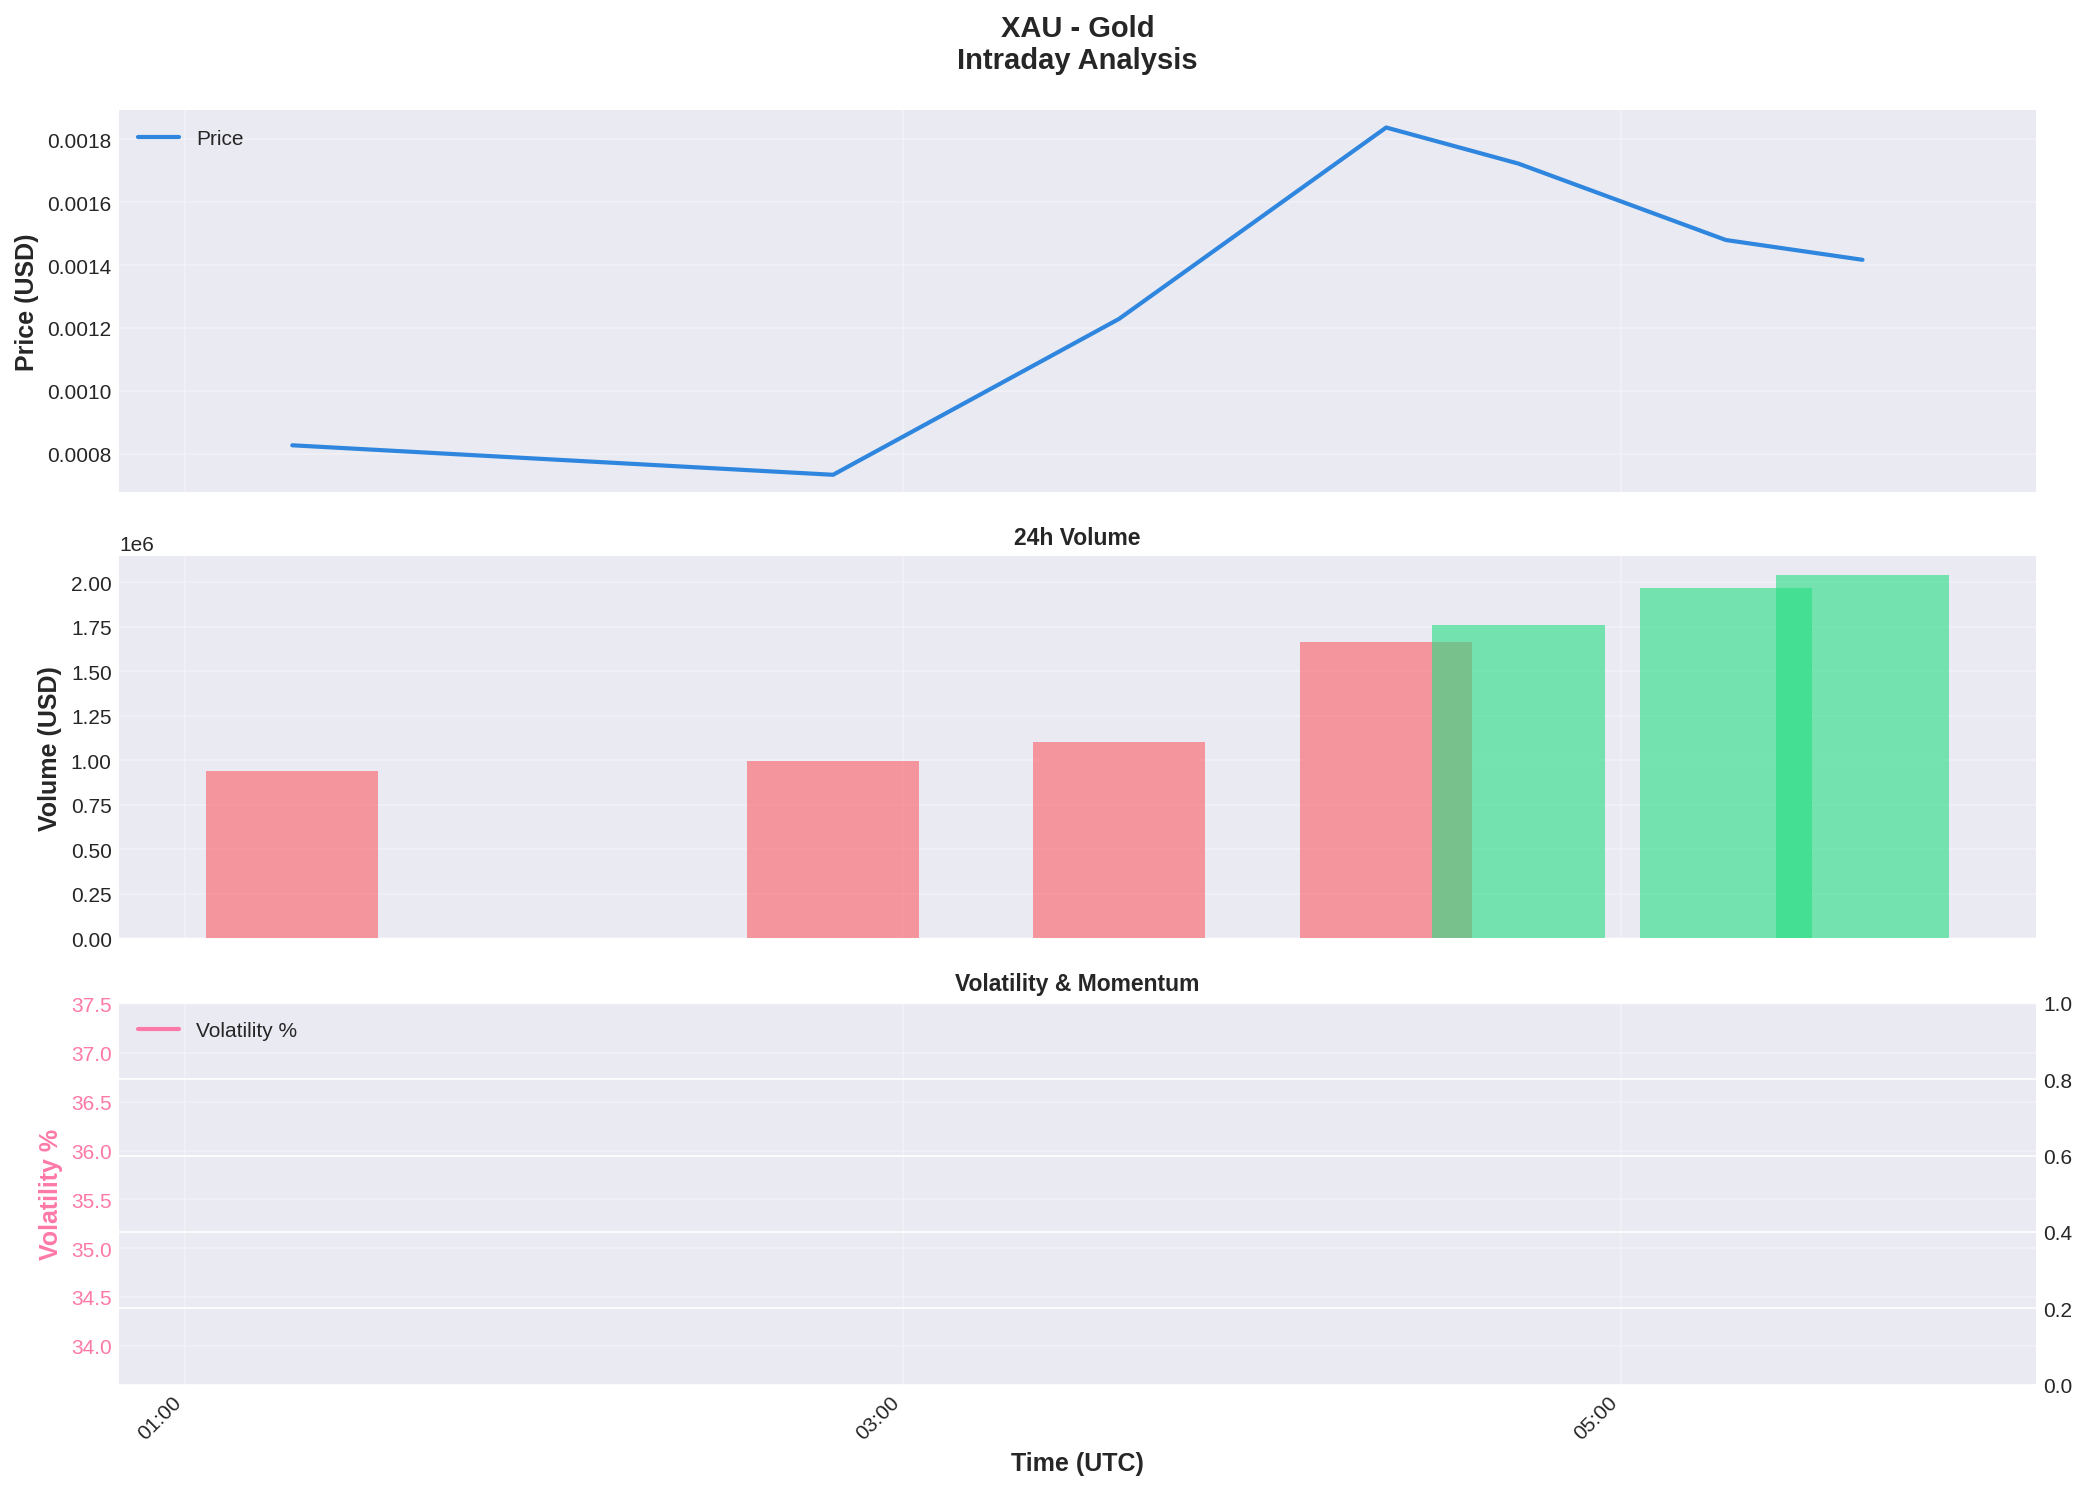 XAU - Gold
Intraday Analysis
Price
0.0018
0.0016
0.0014
0.0012
0.0010
0.0008
Price (USD)
24h Volume
1e6
2.00
1.75
1.50
1.25
1.00
0.75
0.50
0.25
0.00
Volume (USD)
Volatility & Momentum
Volatility %
37.5
37.0
36.5
36.0
35.5
35.0
34.5
34.0
Volatility %
1.0
0.8
0.6
0.4
0.2
0.0
01:00
03:00
05:00
Time (UTC)